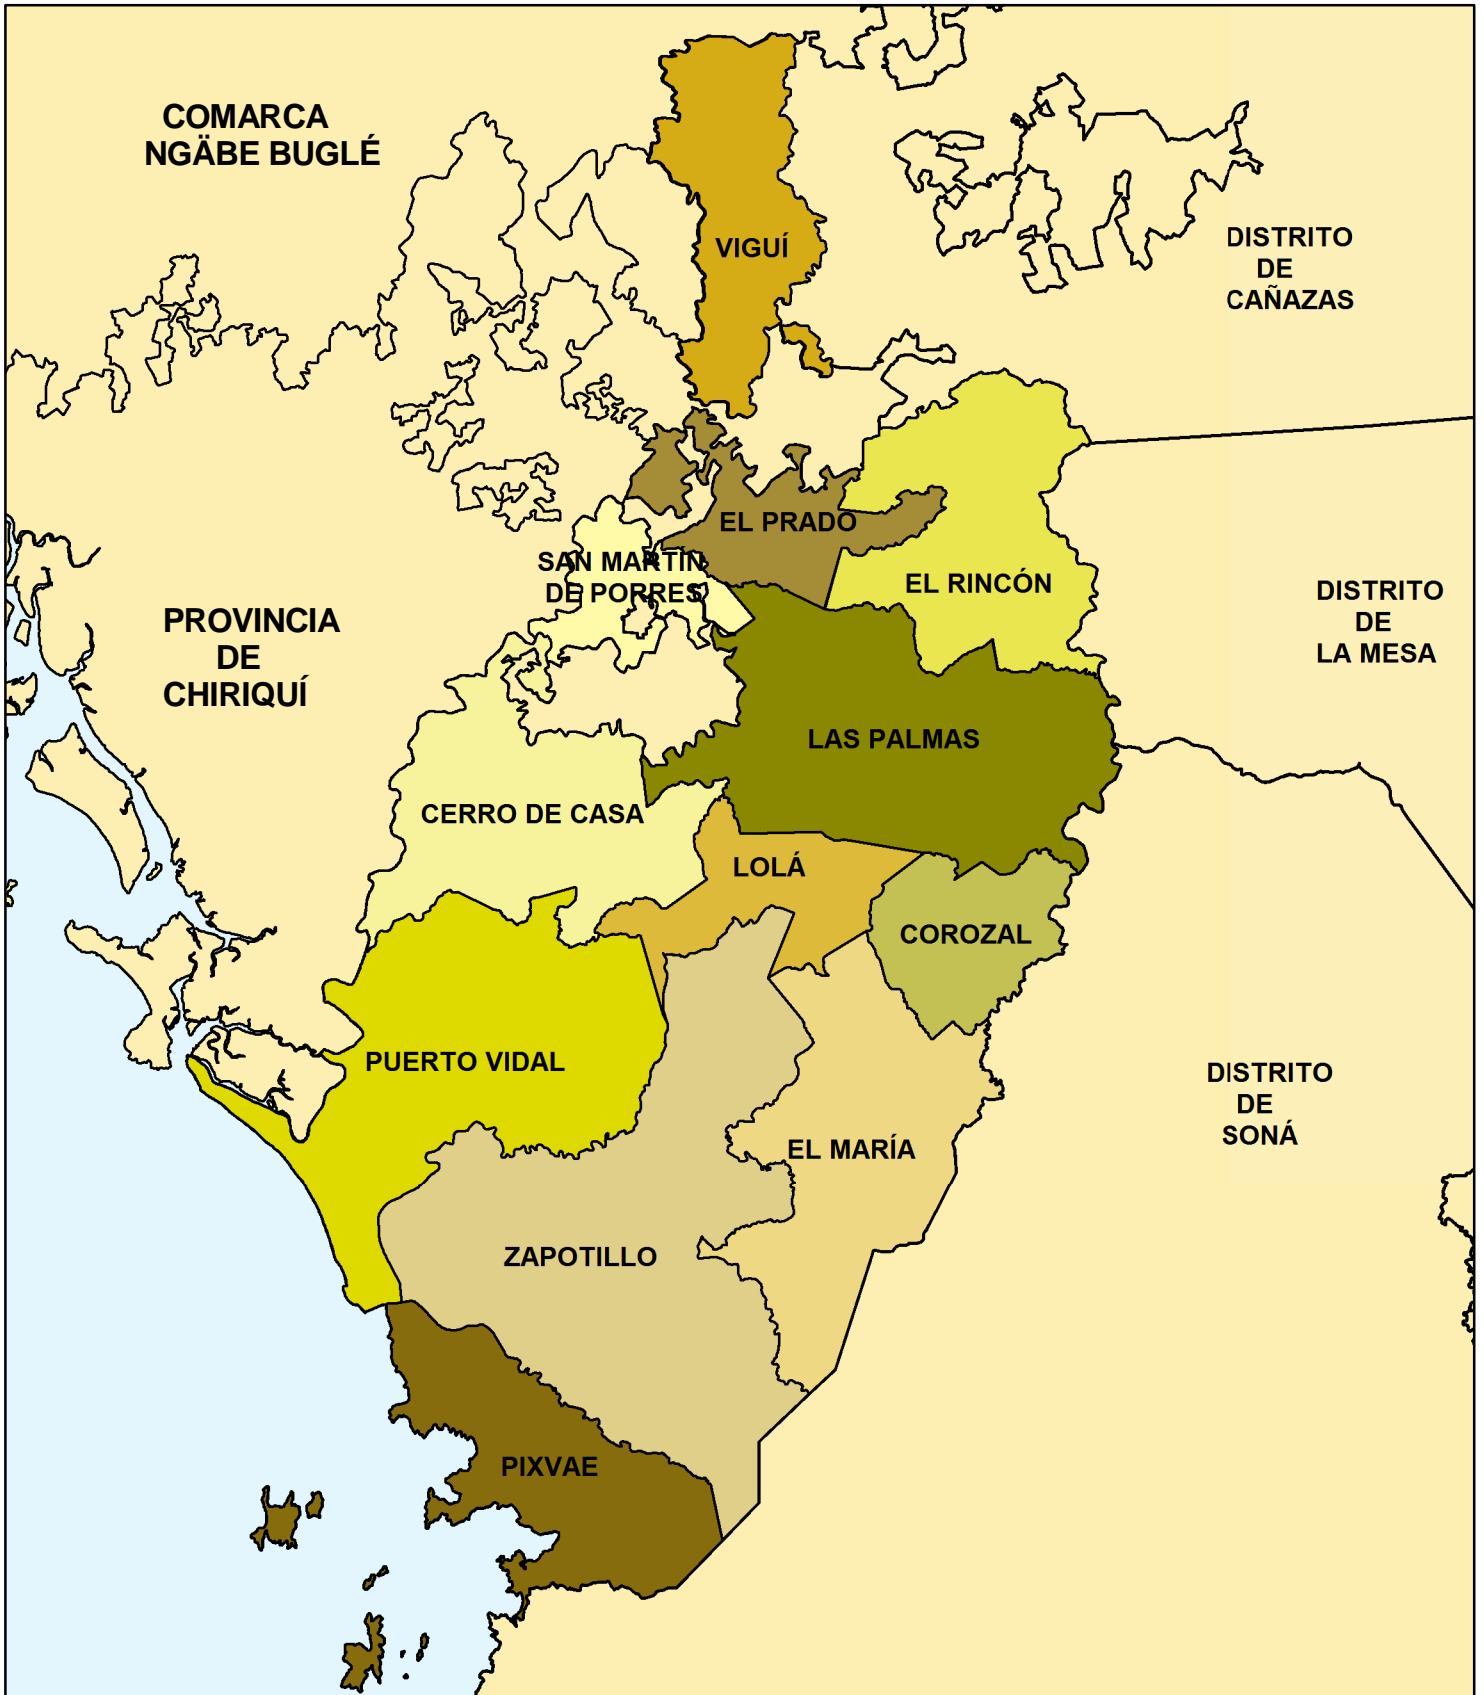 COMARCA
NGÄBE BUGLÉ
VIGUÍ
DISTRITO
DE
CAÑAZAS
EL PRADO
SAN MARTÍN
DE PORRES
EL RINCÓN
DISTRITO
DE
LA MESA
PROVINCIA
DE
CHIRIQUÍ
LAS PALMAS
CERRO DE CASA
LOLÁ
COROZAL
PUERTO VIDAL
DISTRITO
DE
SONÁ
EL MARÍA
ZAPOTILLO
PIXVAE